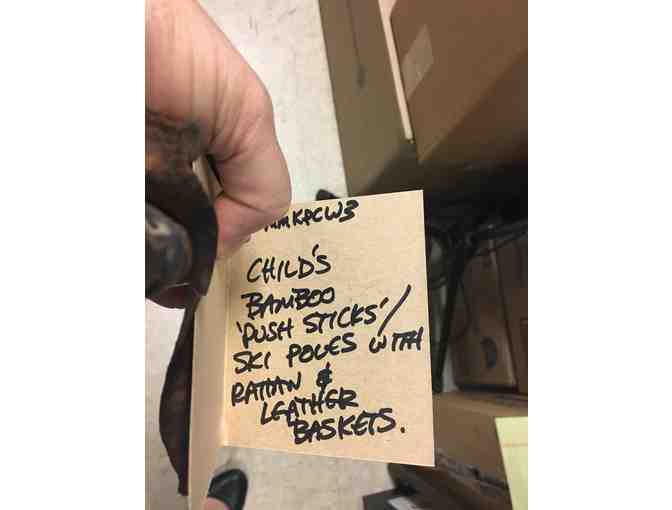 CHILD'S
BAMBOO
'PUSH STICKS'/
SKI POLES WITH
RATTAN &
LEATHER
BASKETS.